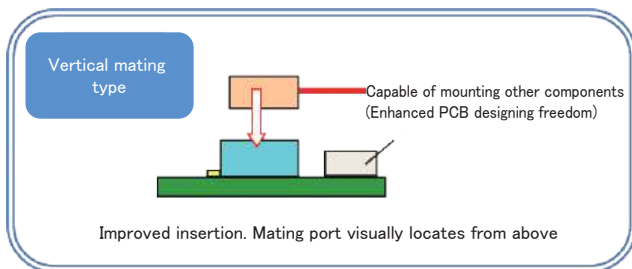 Vertical mating
type
Capable of mounting other components
(Enhanced PCB designing freedom)
Improved insertion. Mating port visually locates from above